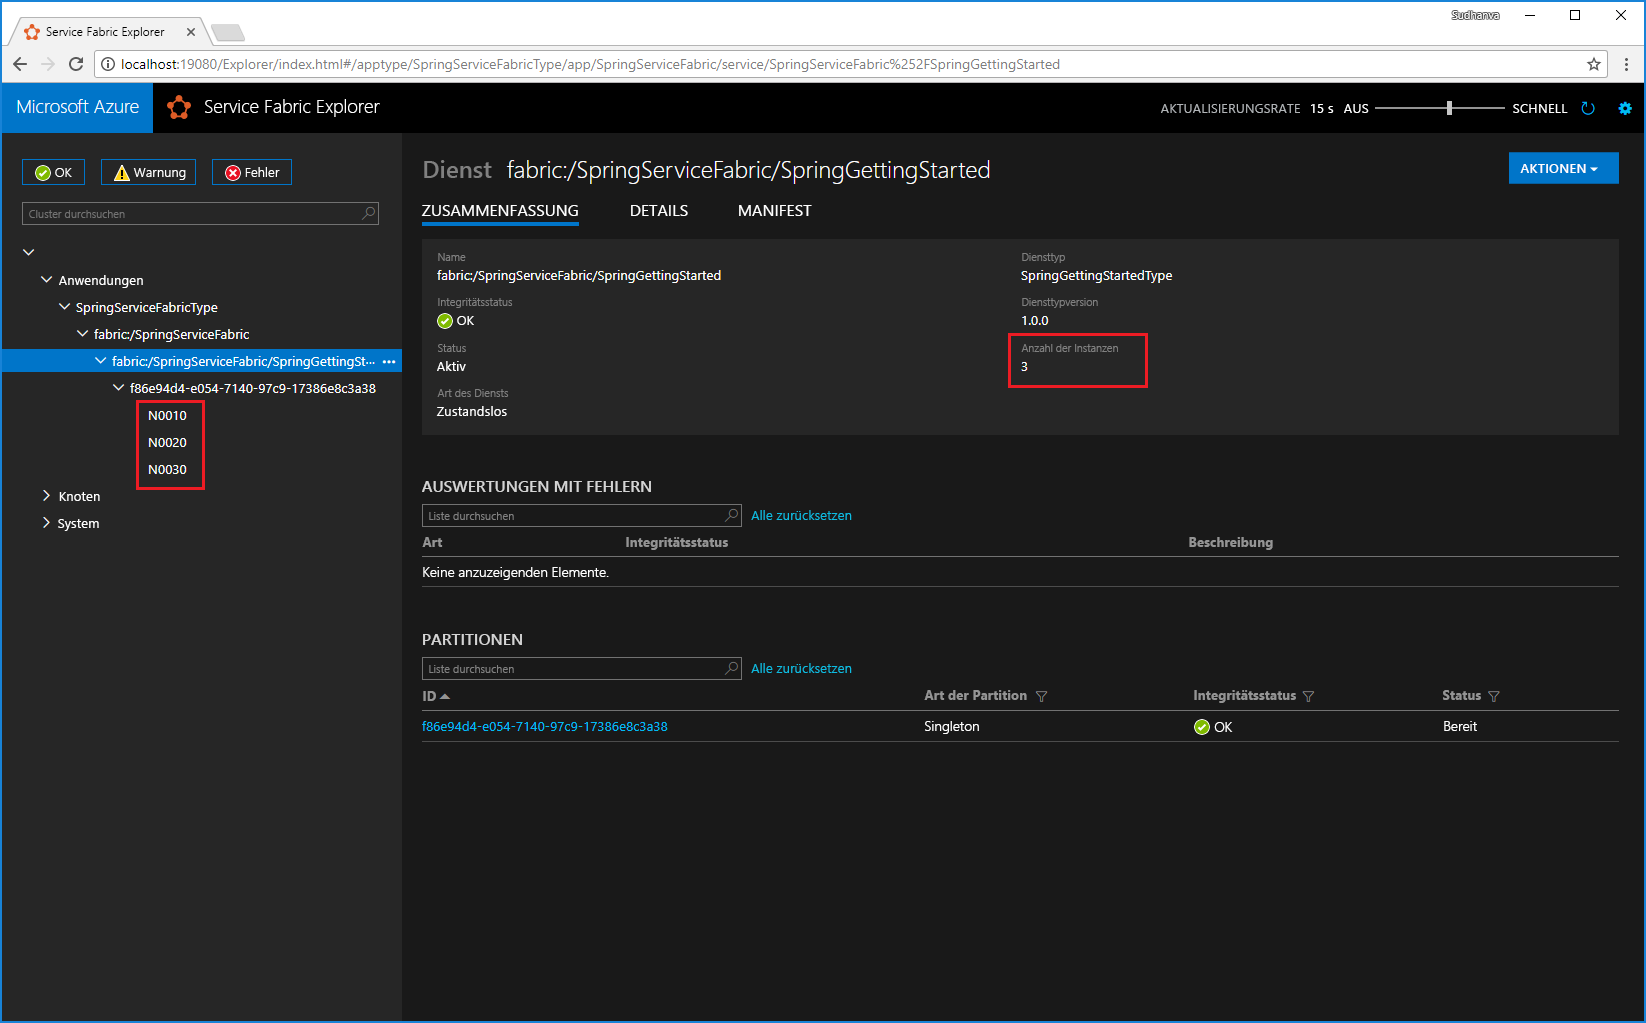 Sudhanva
Service Fabric Explorer
localhost:19080/Explorer/index.html#/apptype/SpringServiceFabricType/app/SpringServiceFabric/service/SpringServiceFabric%252FSpringGettingStarted
Microsoft Azure
Service Fabric Explorer
AKTUALISIERUNGSRATE 15 s AUS SCHNELL
OK
Warnung
Fehler
Cluster durchsuchen
Anwendungen
SpringServiceFabricType
fabric:/SpringServiceFabric
fabric:/SpringServiceFabric/SpringGettingSt...
f86e94d4-e054-7140-97c9-17386e8c3a38
N0010
N0020
N0030
Knoten
System
Dienst fabric:/SpringServiceFabric/SpringGettingStarted
AKTIONEN
ZUSAMMENFASSUNG DETAILS MANIFEST
Name
fabric:/SpringServiceFabric/SpringGettingStarted
Integritätsstatus
OK
Status
Aktiv
Art des Diensts
Zustandslos
Diensttyp
SpringGettingStartedType
Diensttypversion
1.0.0
Anzahl der Instanzen
3
AUSWERTUNGEN MIT FEHLERN
Liste durchsuchen Alle zurücksetzen
Art Integritätsstatus Beschreibung
Keine anzuzeigenden Elemente.
PARTITIONEN
Liste durchsuchen Alle zurücksetzen
ID Art der Partition Integritätsstatus Status
f86e94d4-e054-7140-97c9-17386e8c3a38 Singleton OK Bereit